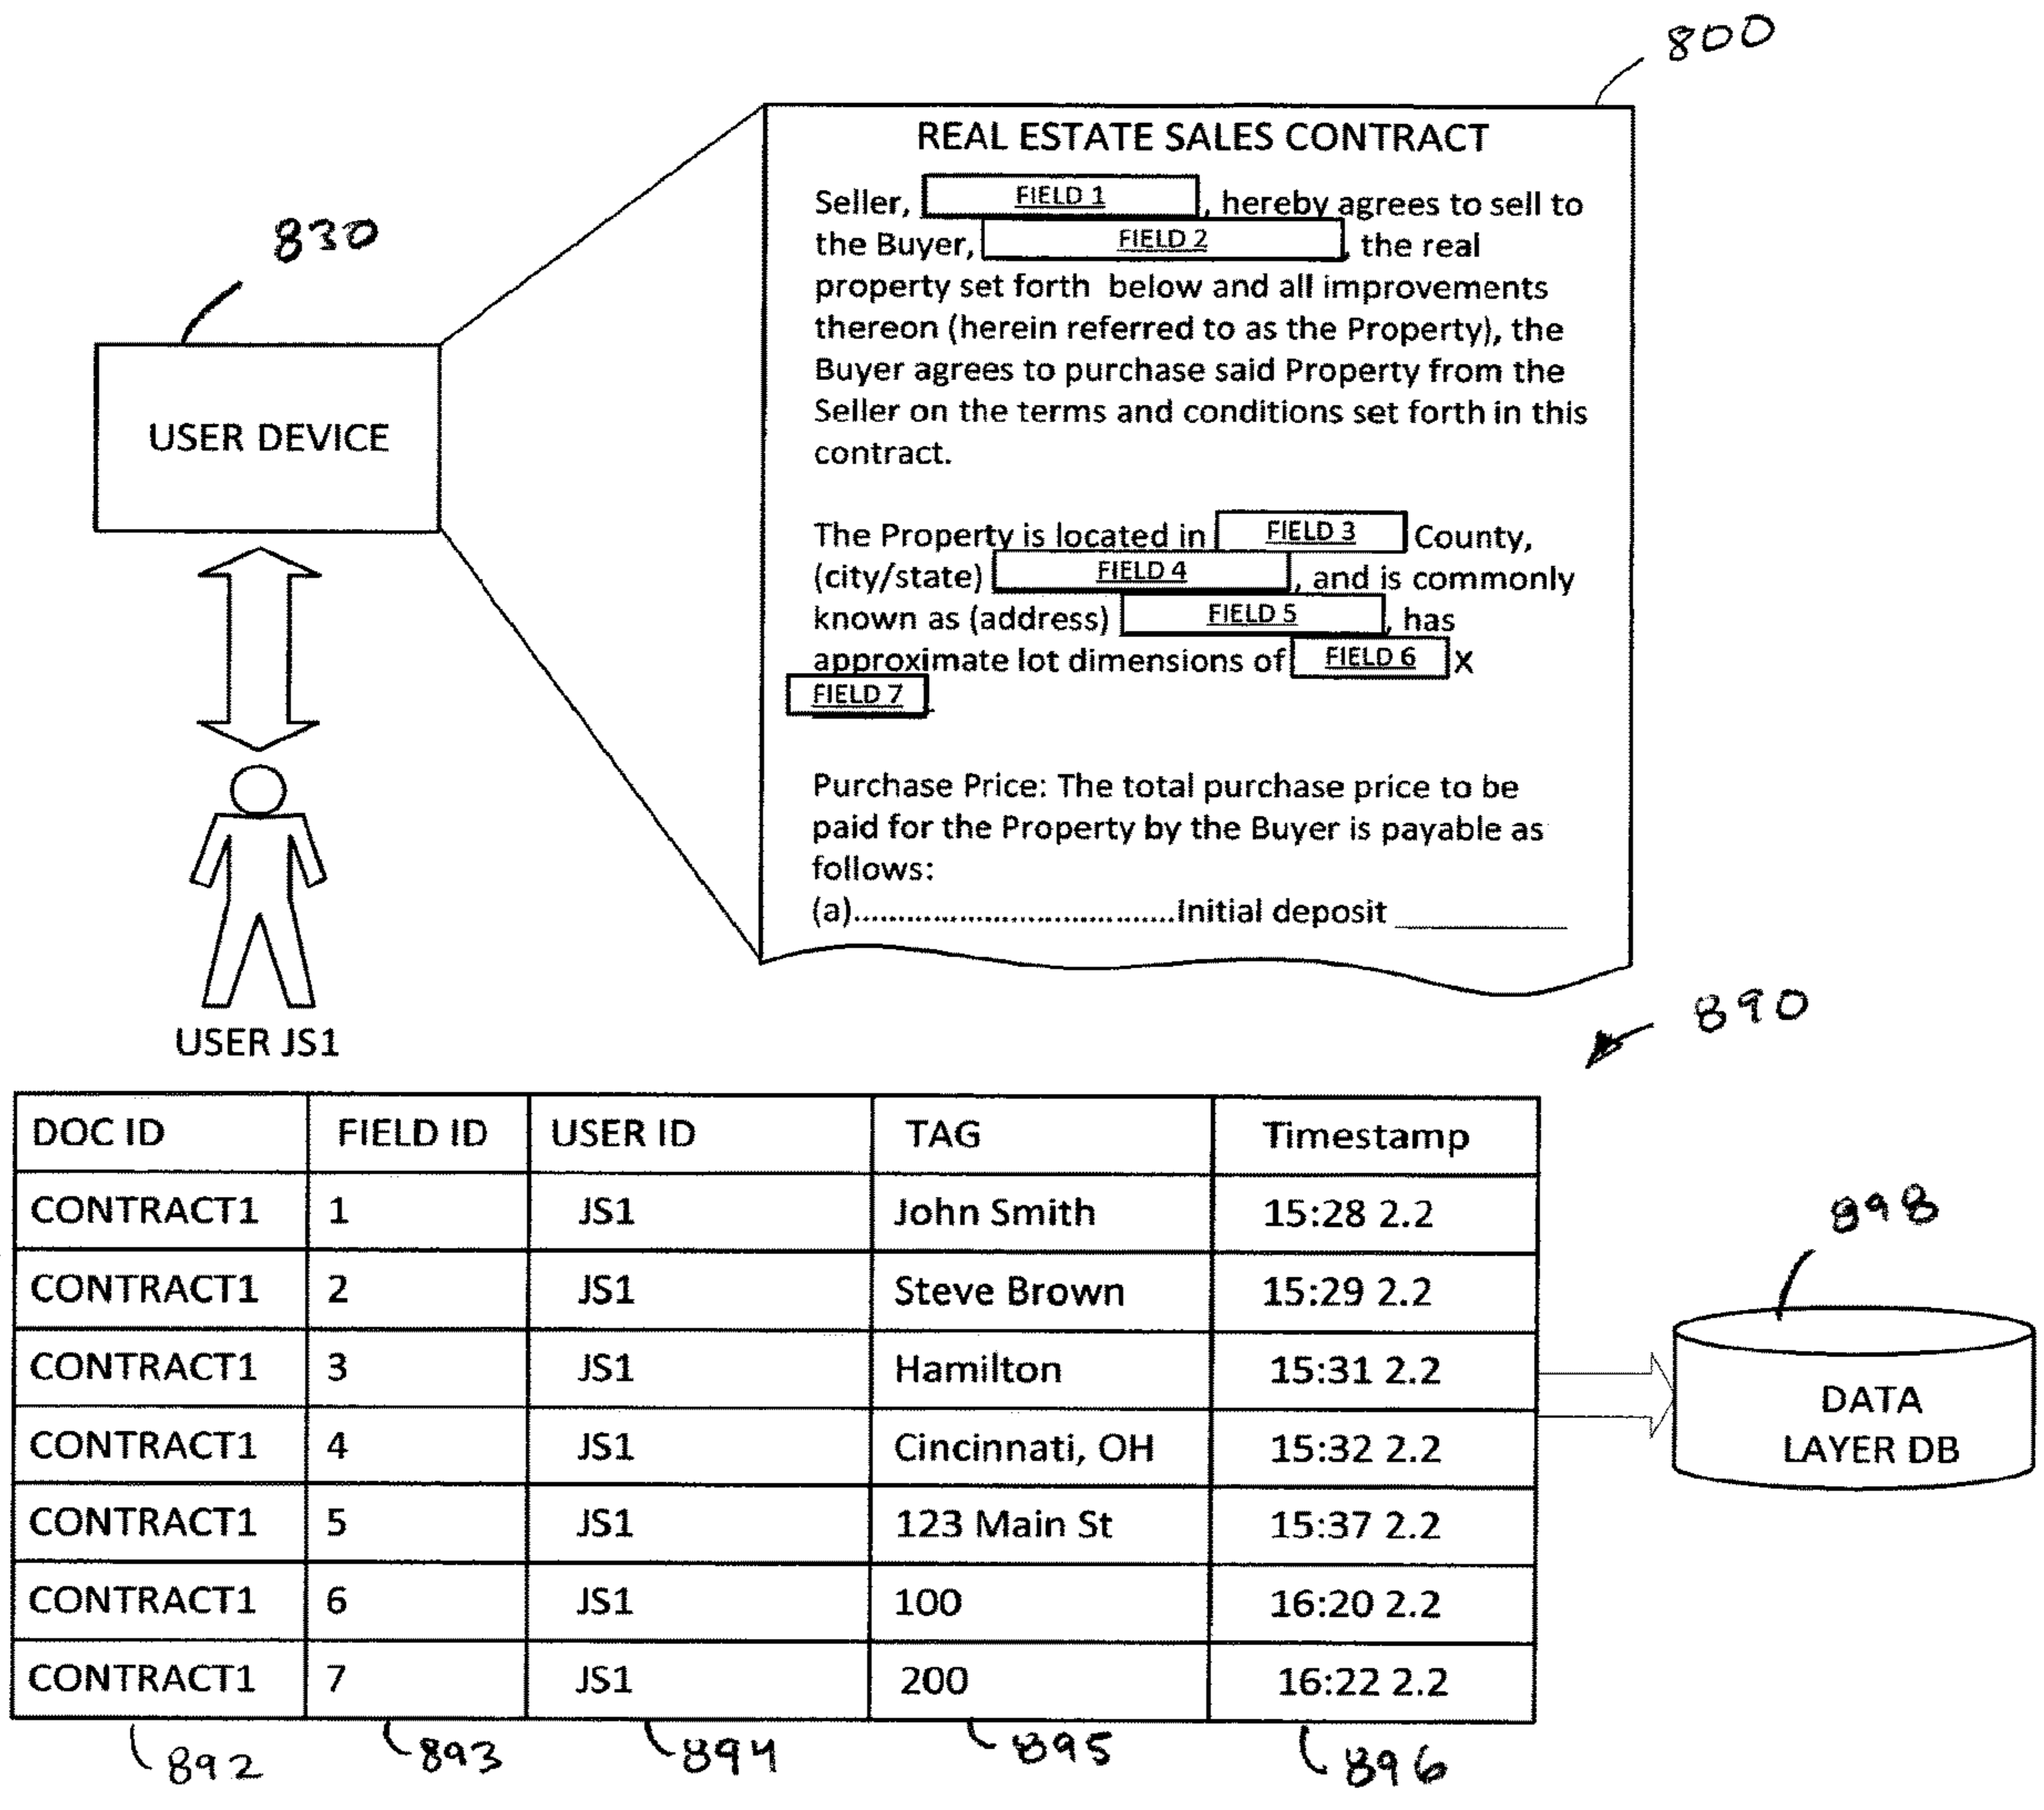 800
REAL ESTATE SALES CONTRACT
Seller, FIELD 1, hereby agrees to sell to
the Buyer, FIELD 2, the real
property set forth below and all improvements
thereon (herein referred to as the Property), the
Buyer agrees to purchase said Property from the
Seller on the terms and conditions set forth in this
contract.
The Property is located in FIELD 3 County,
(city/state) FIELD 4, and is commonly
known as (address) FIELD 5, has
approximate lot dimensions of FIELD 6 X
FIELD 7.
Purchase Price: The total purchase price to be
paid for the Property by the Buyer is payable as
follows:
(a)....................................Initial deposit ___________
830
USER DEVICE
USER JS1
890
DOC ID FIELD ID USER ID TAG Timestamp
CONTRACT1 1 JS1 John Smith 15:28 2.2
CONTRACT1 2 JS1 Steve Brown 15:29 2.2
CONTRACT1 3 JS1 Hamilton 15:31 2.2
CONTRACT1 4 JS1 Cincinnati, OH 15:32 2.2
CONTRACT1 5 JS1 123 Main St 15:37 2.2
CONTRACT1 6 JS1 100 16:20 2.2
CONTRACT1 7 JS1 200 16:22 2.2
892 893 894 895 896
898
DATA
LAYER DB